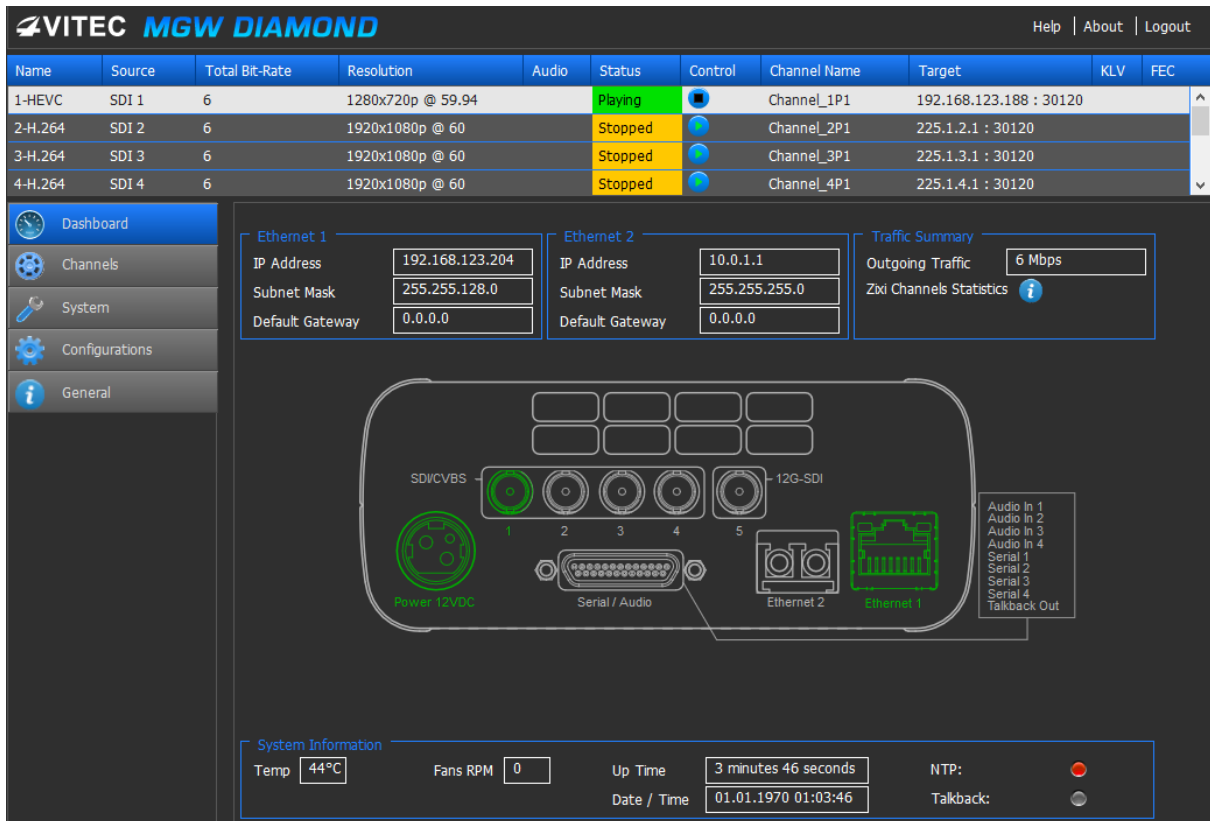 VITEC MGW DIAMOND Help | About | Logout
Name Source Total Bit-Rate Resolution Audio Status Control Channel Name Target KLV FEC
1-HEVC SDI 1 6 1280x720p @ 59.94 Playing Channel_1P1 192.168.123.188 : 30120
2-H.264 SDI 2 6 1920x1080p @ 60 Stopped Channel_2P1 225.1.2.1 : 30120
3-H.264 SDI 3 6 1920x1080p @ 60 Stopped Channel_3P1 225.1.3.1 : 30120
4-H.264 SDI 4 6 1920x1080p @ 60 Stopped Channel_4P1 225.1.4.1 : 30120
Dashboard
Channels
System
Configurations
General
Ethernet 1
IP Address 192.168.123.204
Subnet Mask 255.255.128.0
Default Gateway 0.0.0.0
Ethernet 2
IP Address 10.0.1.1
Subnet Mask 255.255.255.0
Default Gateway 0.0.0.0
Traffic Summary
Outgoing Traffic 6 Mbps
Zixi Channels Statistics
SDI/CVBS 12G-SDI
1 2 3 4 5
Power 12VDC Serial / Audio Ethernet 2 Ethernet 1
Audio In 1
Audio In 2
Audio In 3
Audio In 4
Serial 1
Serial 2
Serial 3
Serial 4
Talkback Out
System Information
Temp 44°C Fans RPM 0 Up Time 3 minutes 46 seconds NTP:
Date / Time 01.01.1970 01:03:46 Talkback: